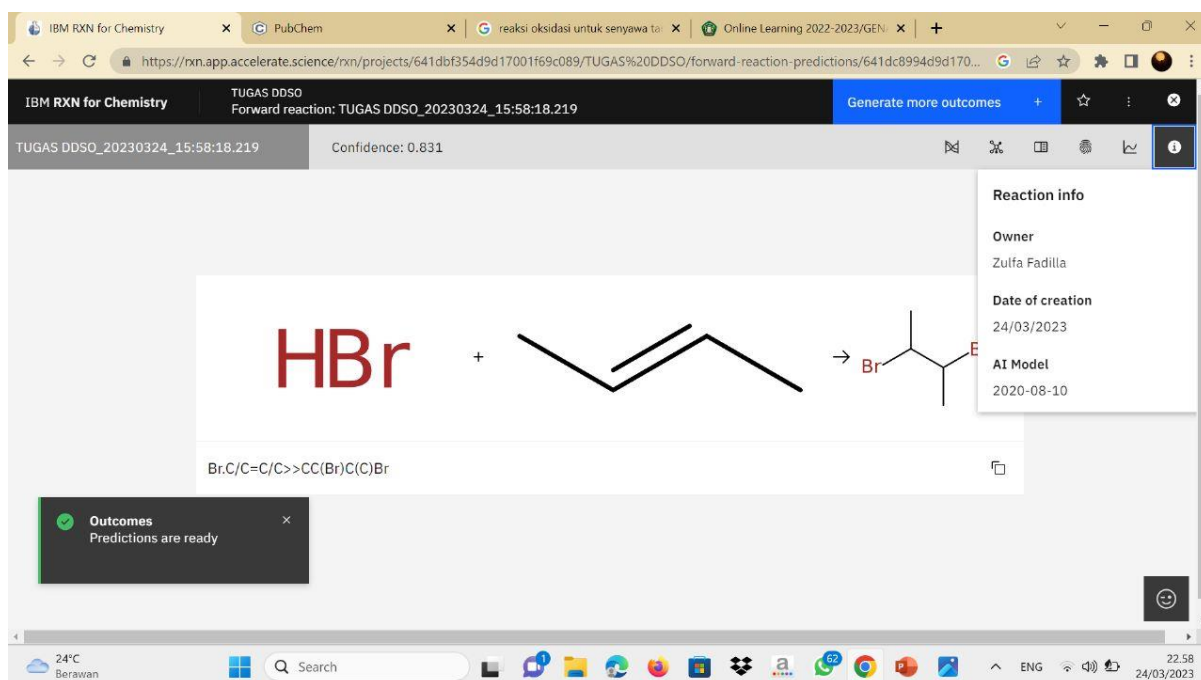 IBM RXN for Chemistry
PubChem
reaksi oksidasi untuk senyawa ta
Online Learning 2022-2023/GEN
https://rxn.app.accelerate.science/rxn/projects/641dbf354d9d17001f69c089/TUGAS%20DDSO/forward-reaction-predictions/641dc8994d9d170...
IBM RXN for Chemistry
TUGAS DDSO
Forward reaction: TUGAS DDSO_20230324_15:58:18.219
Generate more outcomes +
TUGAS DDSO_20230324_15:58:18.219
Confidence: 0.831
Reaction info
Owner
Zulfa Fadilla
Date of creation
24/03/2023
AI Model
2020-08-10
HBr + → Br
Br.C/C=C/C>>CC(Br)C(C)Br
Outcomes
Predictions are ready
24°C
Berawan
Search
1
62
ENG
22.58
24/03/2023